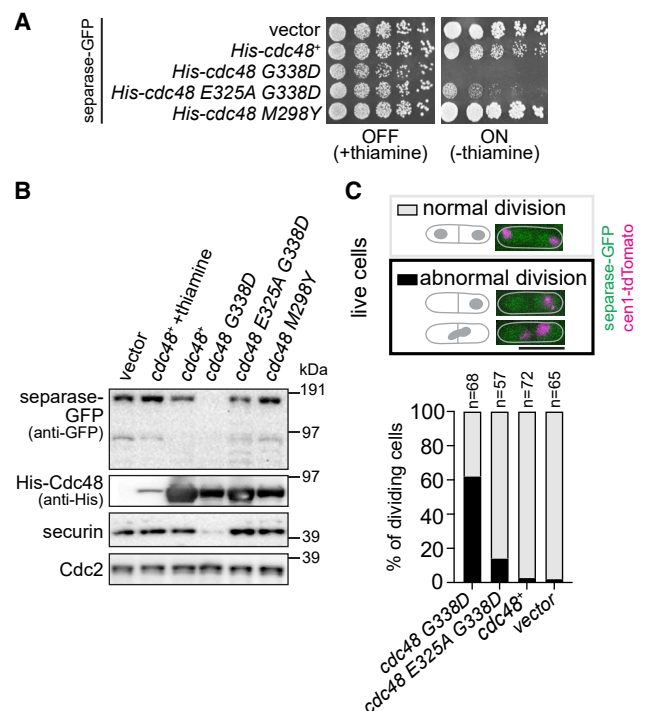 A
separase-GFP
vector
His-cdc48⁺
His-cdc48 G338D
His-cdc48 E325A G338D
His-cdc48 M298Y
OFF
(+thiamine)
ON
(-thiamine)
B
vector
cdc48⁺ +thiamine
cdc48⁺
cdc48 G338D
cdc48 E325A G338D
cdc48 M298Y
kDa
separase-
GFP
(anti-GFP)
191
97
His-Cdc48
(anti-His)
97
securin
39
Cdc2
39
C
live cells
normal division
abnormal division
separase-GFP
cen1-tdTomato
n=68
n=57
n=72
n=65
% of dividing cells
100
80
60
40
20
0
cdc48 G338D
cdc48 E325A G338D
cdc48⁺
vector